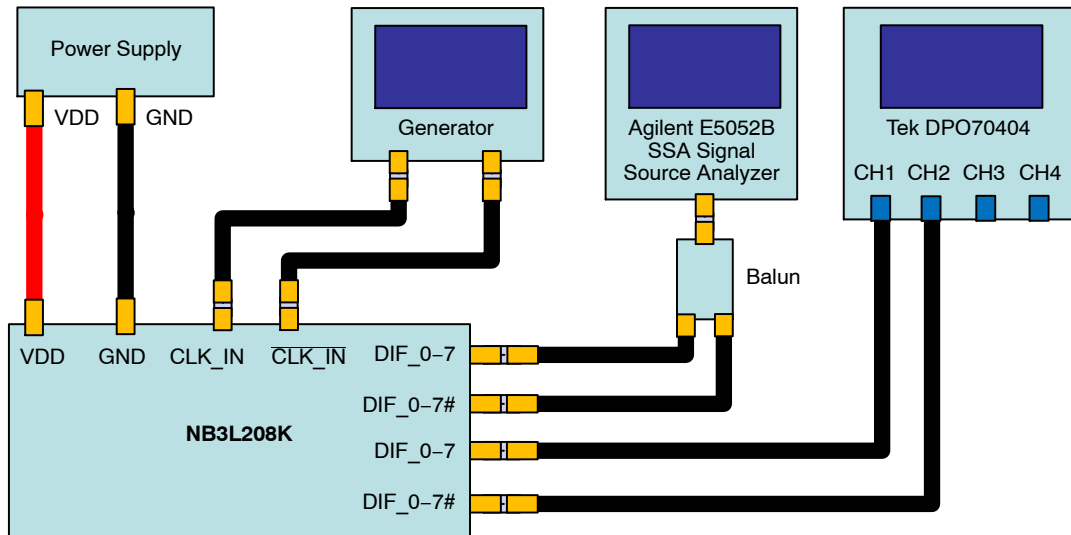 Power Supply
VDD
GND
Generator
Agilent E5052B
SSA Signal
Source Analyzer
Tek DPO70404
CH1
CH2
CH3
CH4
Balun
VDD
GND
CLK_IN
CLK_IN
DIF_0−7
DIF_0−7#
NB3L208K
DIF_0−7
DIF_0−7#